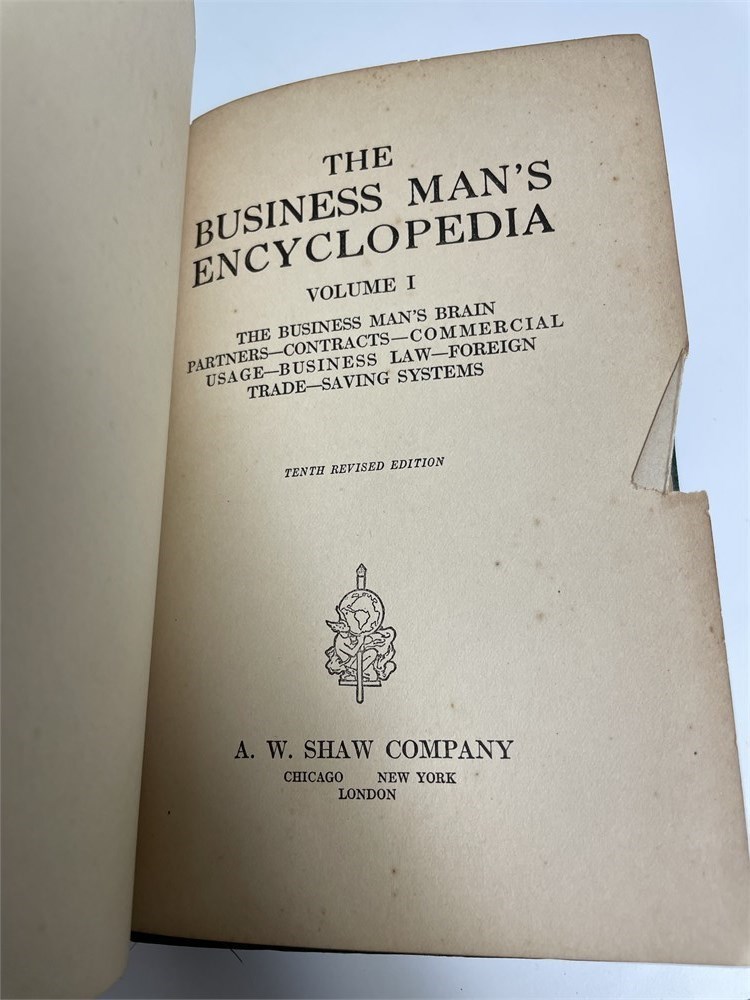 THE
BUSINESS MAN'S
ENCYCLOPEDIA
VOLUME I
THE BUSINESS MAN'S BRAIN
PARTNERS—CONTRACTS—COMMERCIAL
USAGE—BUSINESS LAW—FOREIGN
TRADE—SAVING SYSTEMS
TENTH REVISED EDITION
A. W. SHAW COMPANY
CHICAGO NEW YORK
LONDON